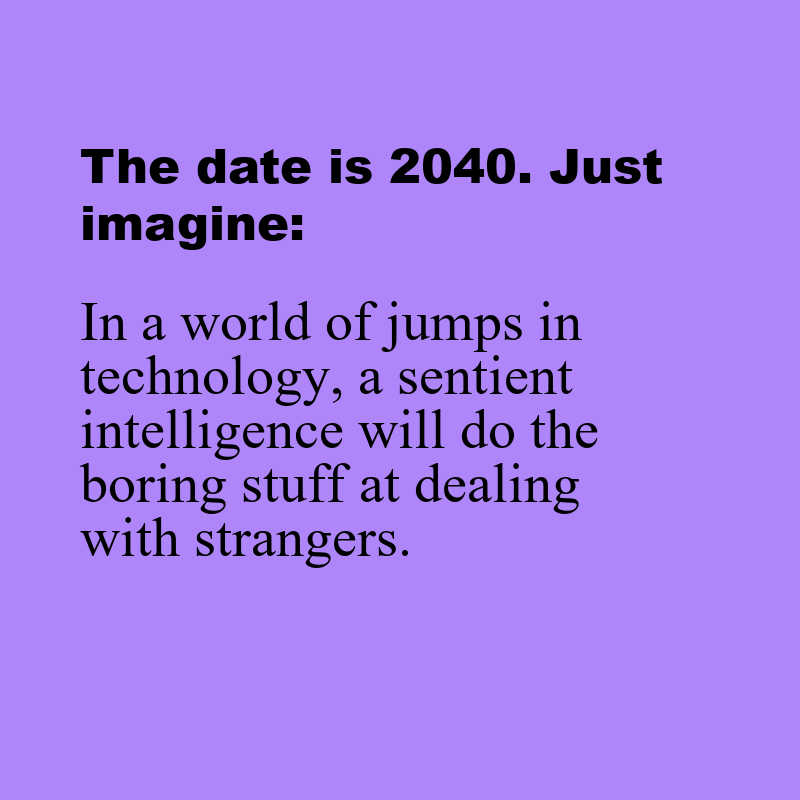 The date is 2040. Just
imagine:
In a world of jumps in
technology, a sentient
intelligence will do the
boring stuff at dealing
with strangers.